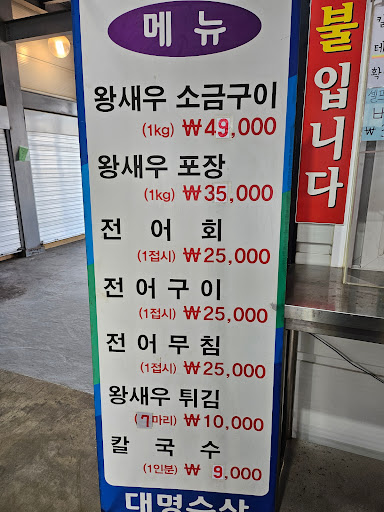 메 뉴
왕새우 소금구이
(1kg) ₩49,000
왕새우 포장
(1kg) ₩35,000
전 어 회
(1접시) ₩25,000
전 어 구 이
(1접시) ₩25,000
전 어 무 침
(1접시) ₩25,000
왕새우 튀김
(7마리) ₩10,000
칼 국 수
(1인분) ₩ 9,000
대명수산
불입니다